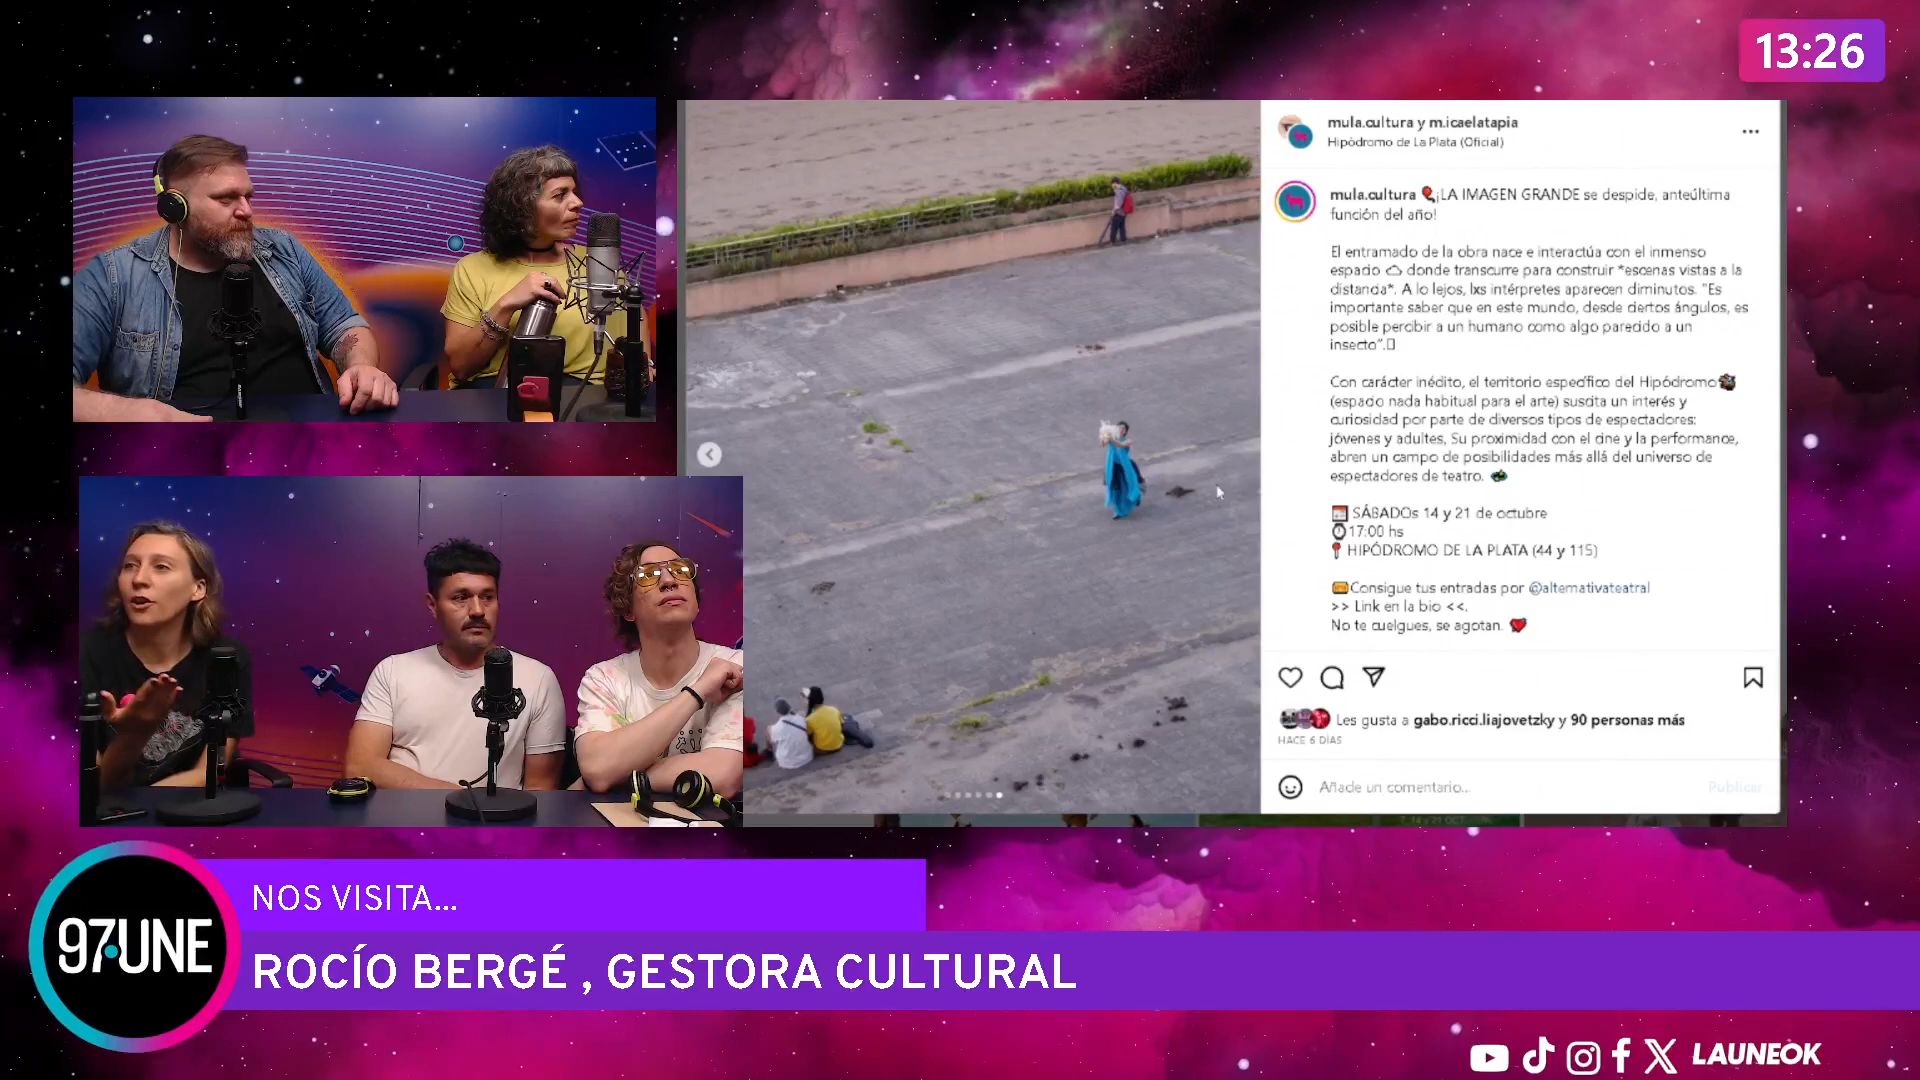 13:26
mula.cultura y m.icaelatapia
Hipódromo de La Plata (Oficial)
mula.cultura ¡LA IMAGEN GRANDE se despide, anteúltima
función del año!
El entramado de la obra nace e interactúa con el inmenso
espacio donde transcurre para construir *escenas vistas a la
distancia*. A lo lejos, lxs intérpretes aparecen diminutos. "Es
importante saber que en este mundo, desde ciertos ángulos, es
posible percibir a un humano como algo parecido a un
insecto".
Con carácter inédito, el territorio específico del Hipódromo
(espacio nada habitual para el arte) suscita un interés y
curiosidad por parte de diversos tipos de espectadores:
jóvenes y adultes, Su proximidad con el cine y la performance,
abren un campo de posibilidades más allá del universo de
espectadores de teatro.
SÁBADOs 14 y 21 de octubre
17:00 hs
HIPÓDROMO DE LA PLATA (44 y 115)
Consigue tus entradas por @alternativateatral
>> Link en la bio <<.
No te cuelgues, se agotan.
Les gusta a gabo.ricci.liajovetzky y 90 personas más
HACE 6 DÍAS
Añade un comentario...
Publicar
NOS VISITA...
97.UNE
ROCÍO BERGÉ , GESTORA CULTURAL
LAUNEOK